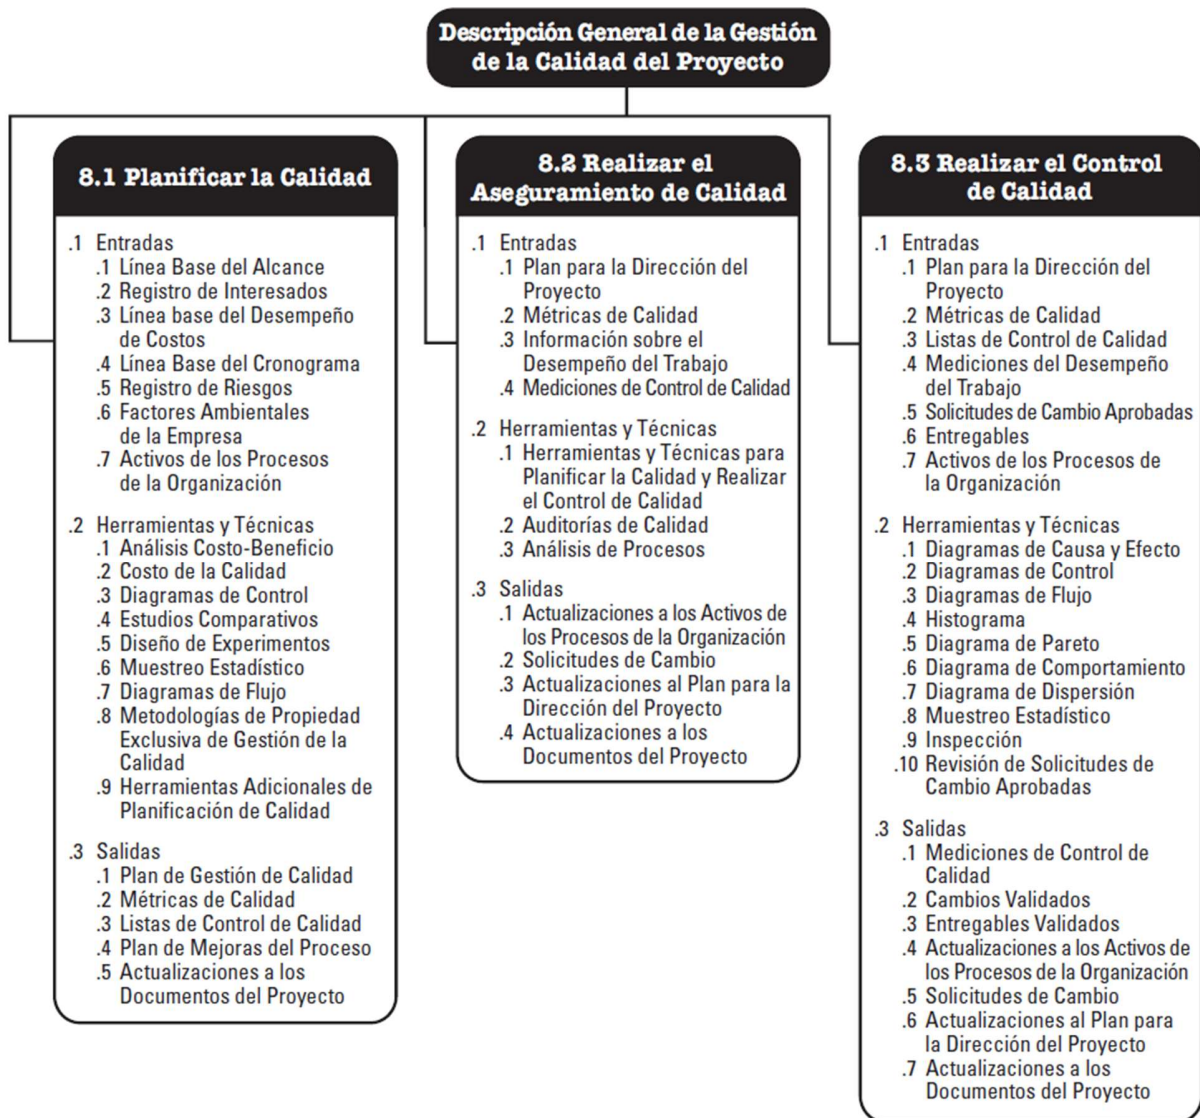 Descripción General de la Gestión
de la Calidad del Proyecto
8.1 Planificar la Calidad
.1 Entradas
.1 Línea Base del Alcance
.2 Registro de Interesados
.3 Línea base del Desempeño
de Costos
.4 Línea Base del Cronograma
.5 Registro de Riesgos
.6 Factores Ambientales
de la Empresa
.7 Activos de los Procesos
de la Organización
.2 Herramientas y Técnicas
.1 Análisis Costo-Beneficio
.2 Costo de la Calidad
.3 Diagramas de Control
.4 Estudios Comparativos
.5 Diseño de Experimentos
.6 Muestreo Estadístico
.7 Diagramas de Flujo
.8 Metodologías de Propiedad
Exclusiva de Gestión de la
Calidad
.9 Herramientas Adicionales de
Planificación de Calidad
.3 Salidas
.1 Plan de Gestión de Calidad
.2 Métricas de Calidad
.3 Listas de Control de Calidad
.4 Plan de Mejoras del Proceso
.5 Actualizaciones a los
Documentos del Proyecto
8.2 Realizar el
Aseguramiento de Calidad
.1 Entradas
.1 Plan para la Dirección del
Proyecto
.2 Métricas de Calidad
.3 Información sobre el
Desempeño del Trabajo
.4 Mediciones de Control de Calidad
.2 Herramientas y Técnicas
.1 Herramientas y Técnicas para
Planificar la Calidad y Realizar
el Control de Calidad
.2 Auditorías de Calidad
.3 Análisis de Procesos
.3 Salidas
.1 Actualizaciones a los Activos de
los Procesos de la Organización
.2 Solicitudes de Cambio
.3 Actualizaciones al Plan para la
Dirección del Proyecto
.4 Actualizaciones a los
Documentos del Proyecto
8.3 Realizar el Control
de Calidad
.1 Entradas
.1 Plan para la Dirección del
Proyecto
.2 Métricas de Calidad
.3 Listas de Control de Calidad
.4 Mediciones del Desempeño
del Trabajo
.5 Solicitudes de Cambio Aprobadas
.6 Entregables
.7 Activos de los Procesos de
la Organización
.2 Herramientas y Técnicas
.1 Diagramas de Causa y Efecto
.2 Diagramas de Control
.3 Diagramas de Flujo
.4 Histograma
.5 Diagrama de Pareto
.6 Diagrama de Comportamiento
.7 Diagrama de Dispersión
.8 Muestreo Estadístico
.9 Inspección
.10 Revisión de Solicitudes de
Cambio Aprobadas
.3 Salidas
.1 Mediciones de Control de
Calidad
.2 Cambios Validados
.3 Entregables Validados
.4 Actualizaciones a los Activos de
los Procesos de la Organización
.5 Solicitudes de Cambio
.6 Actualizaciones al Plan para
la Dirección del Proyecto
.7 Actualizaciones a los
Documentos del Proyecto